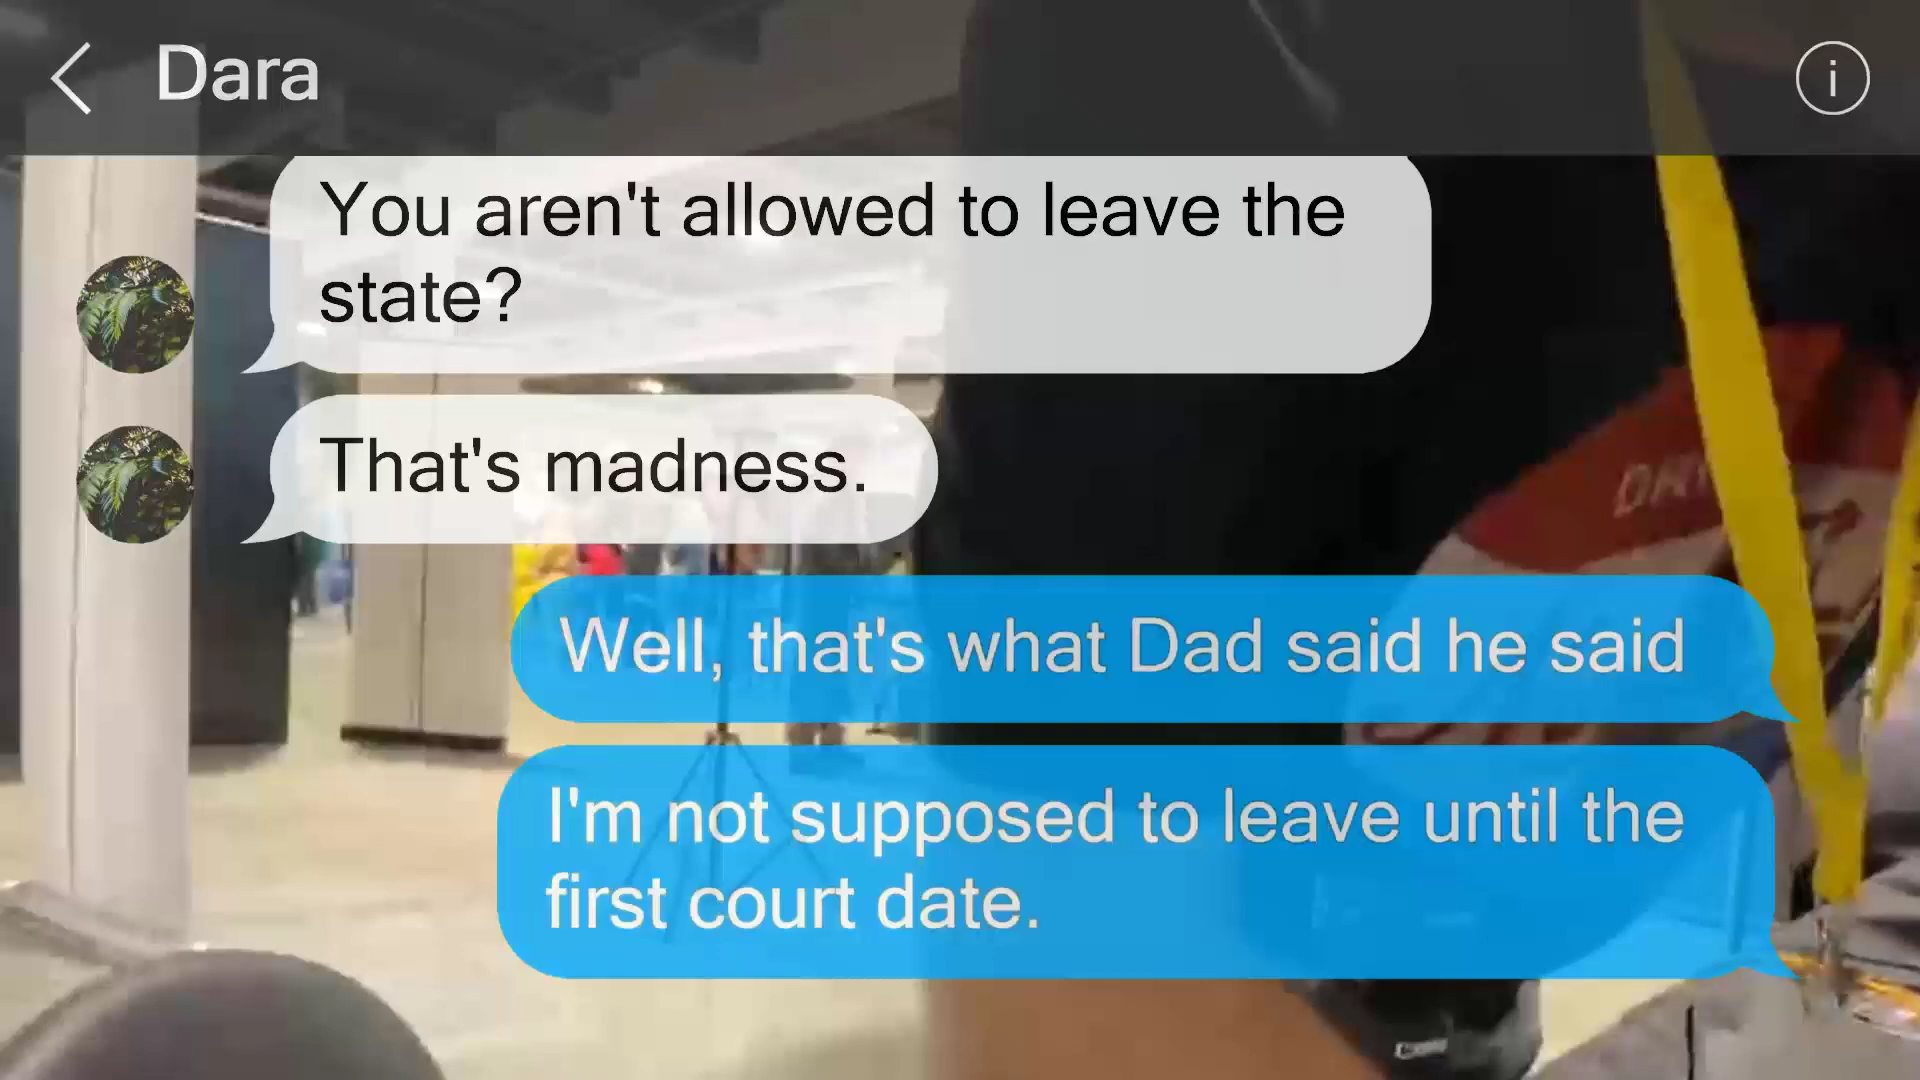 Dara
You aren't allowed to leave the
state?
That's madness.
Well, that's what Dad said he said
I'm not supposed to leave until the
first court date.